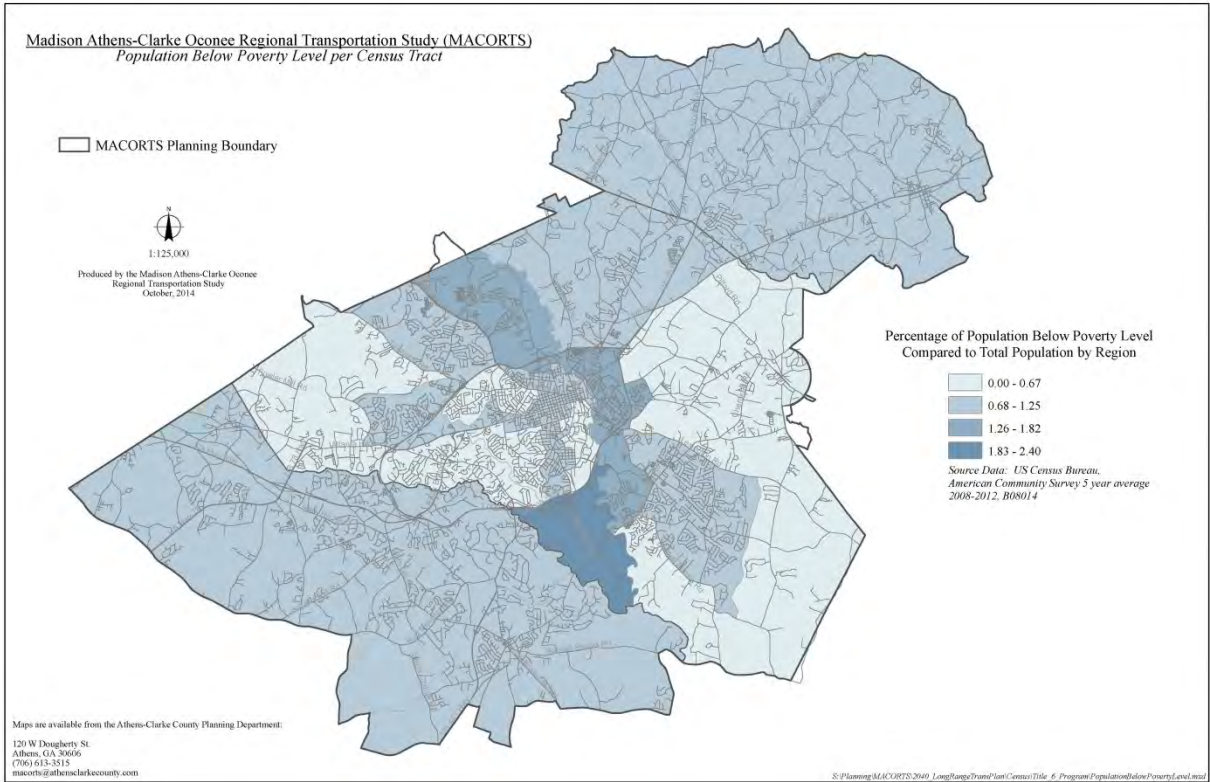 Madison Athens-Clarke Oconee Regional Transportation Study (MACORTS)
Population Below Poverty Level per Census Tract
MACORTS Planning Boundary
N
1:125,000
Produced by the Madison Athens-Clarke Oconee
Regional Transportation Study
October, 2014
Percentage of Population Below Poverty Level
Compared to Total Population by Region
0.00 - 0.67
0.68 - 1.25
1.26 - 1.82
1.83 - 2.40
Source Data: US Census Bureau,
American Community Survey 5 year average
2008-2012, B08014
Maps are available from the Athens-Clarke County Planning Department:
120 W Dougherty St.
Athens, GA 30606
(706) 613-3515
macorts@athensclarkecounty.com
S:\Planning\MACORTS\2040_LongRangeTransPlan\Census\Title_6_Program\PopulationBelowPovertyLevel.mxd